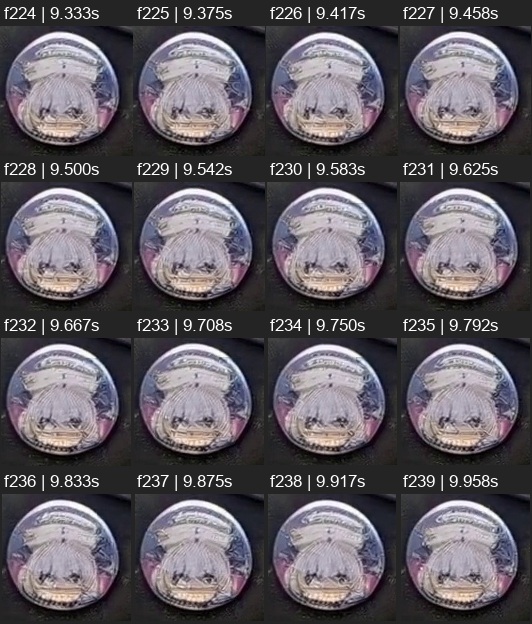 f224 | 9.333s
f225 | 9.375s
f226 | 9.417s
f227 | 9.458s
f228 | 9.500s
f229 | 9.542s
f230 | 9.583s
f231 | 9.625s
f232 | 9.667s
f233 | 9.708s
f234 | 9.750s
f235 | 9.792s
f236 | 9.833s
f237 | 9.875s
f238 | 9.917s
f239 | 9.958s